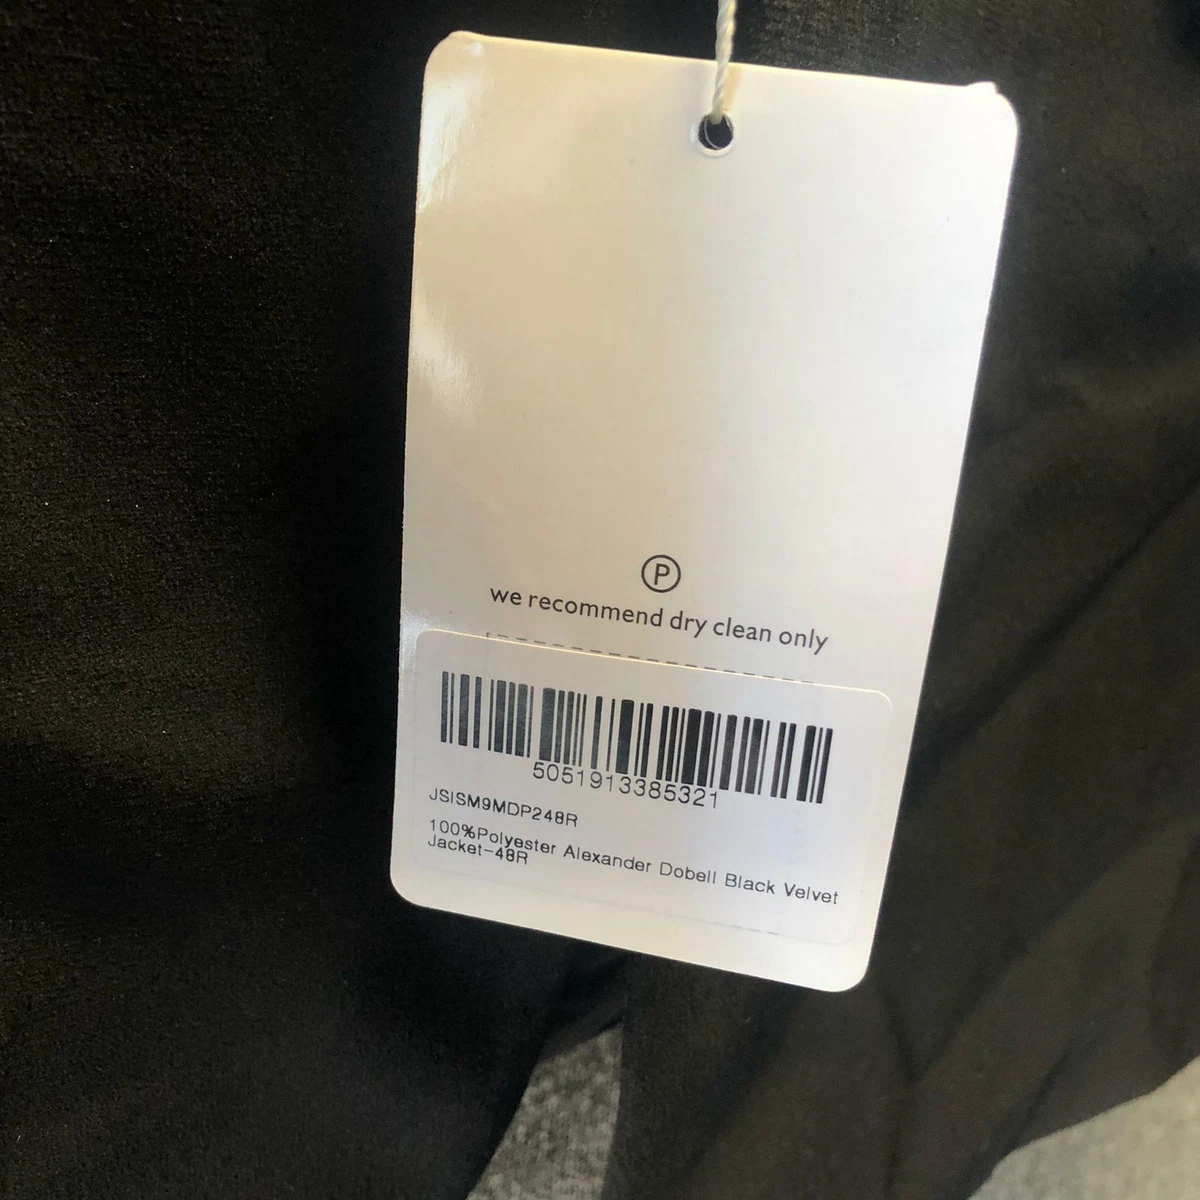 P
we recommend dry clean only
5051913385321
JSISM9MDP248R
100%Polyester Alexander Dobell Black Velvet
Jacket-48R